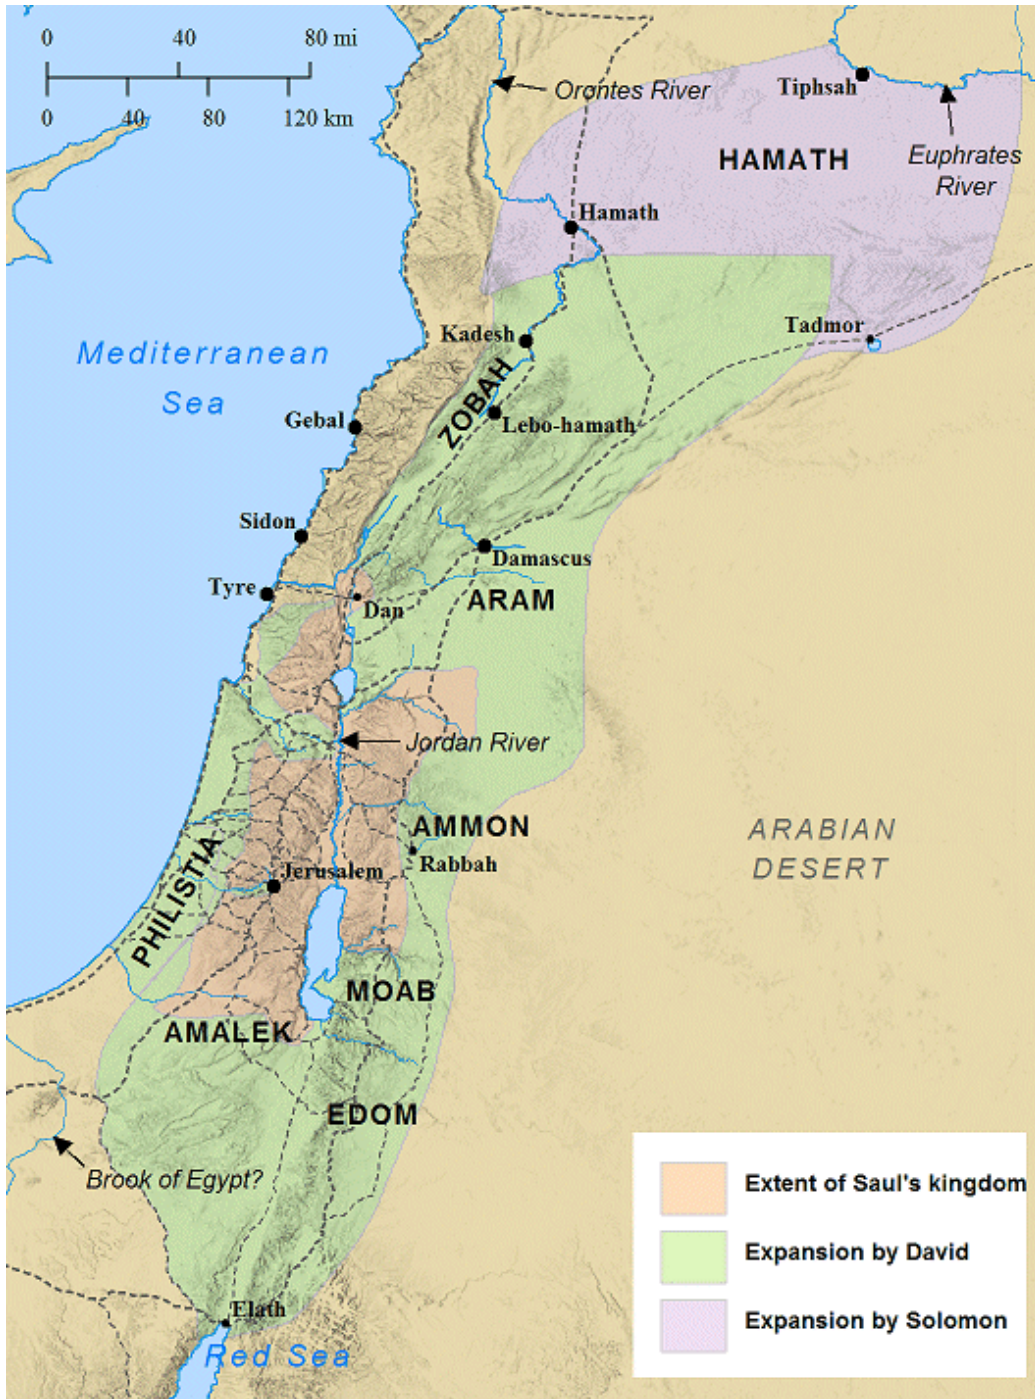 0 40 80 mi
0 40 80 120 km
Orontes River
Tiphsah
HAMATH
Euphrates
River
Hamath
Kadesh
Tadmor
Mediterranean
Sea
ZOBAH
Gebal
Lebo-hamath
Sidon
Damascus
Tyre
Dan
ARAM
Jordan River
AMMON
ARABIAN
DESERT
Rabbah
Jerusalem
PHILISTIA
MOAB
AMALEK
EDOM
Brook of Egypt?
Elath
Red Sea
Extent of Saul's kingdom
Expansion by David
Expansion by Solomon